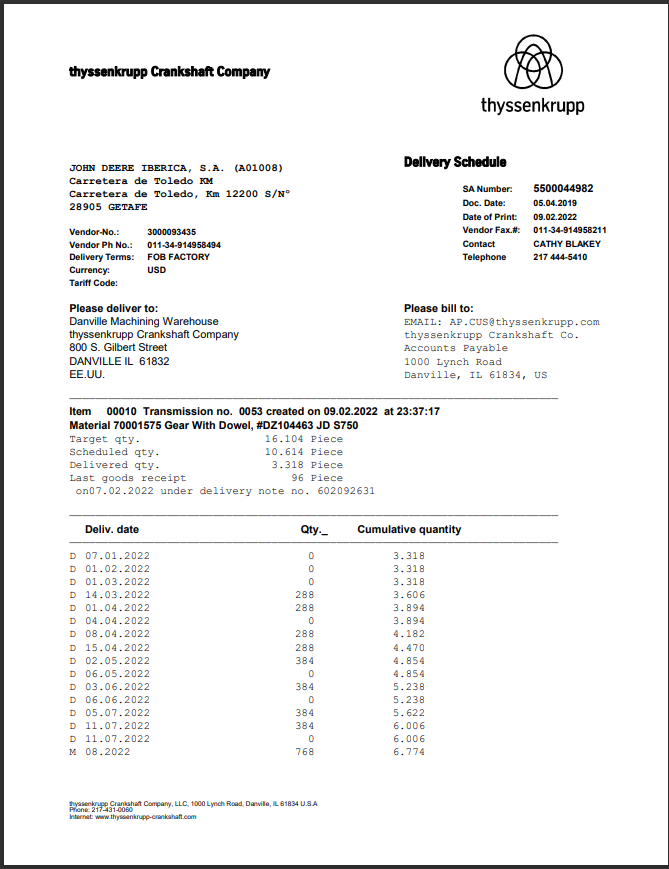 thyssenkrupp Crankshaft Company
thyssenkrupp
Delivery Schedule
JOHN DEERE IBERICA, S.A. (A01008)
Carretera de Toledo KM
Carretera de Toledo, Km 12200 S/Nº
28905 GETAFE
SA Number: 5500044982
Doc. Date: 05.04.2019
Date of Print: 09.02.2022
Vendor Fax.#: 011-34-914958211
Contact CATHY BLAKEY
Telephone 217 444-5410
Vendor-No.: 3000093435
Vendor Ph No.: 011-34-914958494
Delivery Terms: FOB FACTORY
Currency: USD
Tariff Code:
Please deliver to:
Danville Machining Warehouse
thyssenkrupp Crankshaft Company
800 S. Gilbert Street
DANVILLE IL 61832
EE.UU.
Please bill to:
EMAIL: AP.CUS@thyssenkrupp.com
thyssenkrupp Crankshaft Co.
Accounts Payable
1000 Lynch Road
Danville, IL 61834, US
Item 00010 Transmission no. 0053 created on 09.02.2022 at 23:37:17
Material 70001575 Gear With Dowel, #DZ104463 JD S750
Target qty. 16.104 Piece
Scheduled qty. 10.614 Piece
Delivered qty. 3.318 Piece
Last goods receipt 96 Piece
on07.02.2022 under delivery note no. 602092631
Deliv. date Qty._ Cumulative quantity
D 07.01.2022 0 3.318
D 01.02.2022 0 3.318
D 01.03.2022 0 3.318
D 14.03.2022 288 3.606
D 01.04.2022 288 3.894
D 04.04.2022 0 3.894
D 08.04.2022 288 4.182
D 15.04.2022 288 4.470
D 02.05.2022 384 4.854
D 06.05.2022 0 4.854
D 03.06.2022 384 5.238
D 06.06.2022 0 5.238
D 05.07.2022 384 5.622
D 11.07.2022 384 6.006
D 11.07.2022 0 6.006
M 08.2022 768 6.774
thyssenkrupp Crankshaft Company, LLC, 1000 Lynch Road, Danville, IL 61834 U.S.A
Phone: 217-431-0060
Internet: www.thyssenkrupp-crankshaft.com